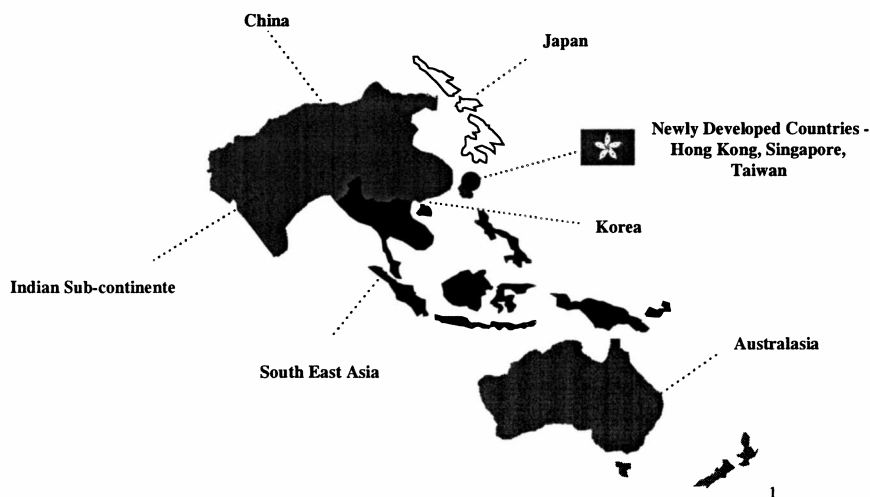 China
Japan
Newly Developed Countries -
Hong Kong, Singapore,
Taiwan
Korea
Indian Sub-continente
South East Asia
Australasia
1